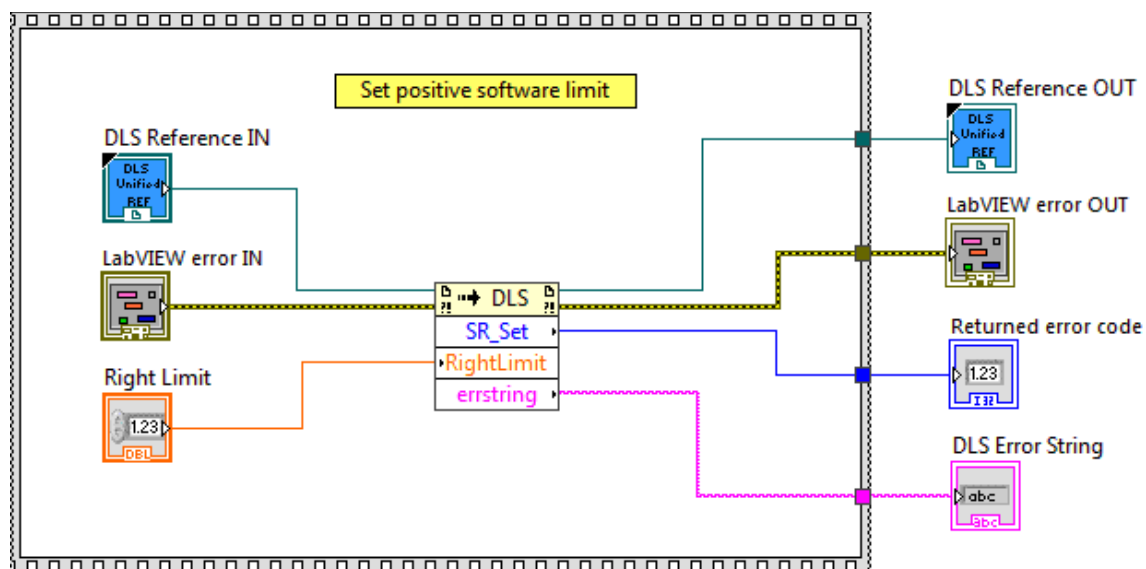 Set positive software limit
DLS Reference IN
DLS
Unified
REF
LabVIEW error IN
Right Limit
1.23
DBL
?! DLS ?!
SR_Set
RightLimit
errstring
DLS Reference OUT
DLS
Unified
REF
LabVIEW error OUT
Returned error code
1.23
I32
DLS Error String
abc
abc